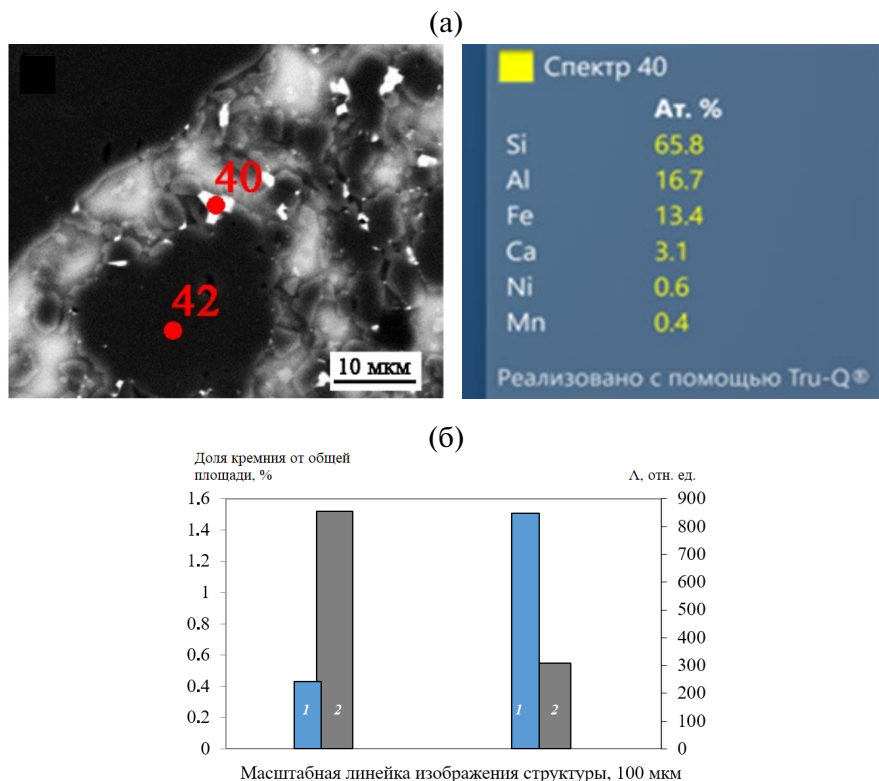 (а)
40
42
10 мкм
Спектр 40
Ат. %
Si 65.8
Al 16.7
Fe 13.4
Ca 3.1
Ni 0.6
Mn 0.4
Реализовано с помощью Tru-Q®
(б)
Доля кремния от общей
площади, %
Λ, отн. ед.
1.6
1.4
1.2
1
0.8
0.6
0.4
0.2
0
900
800
700
600
500
400
300
200
100
0
1
2
1
2
Масштабная линейка изображения структуры, 100 мкм